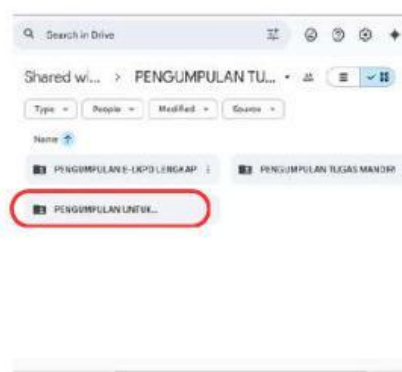 Search in Drive
Shared wi... > PENGUMPULAN TU...
Type People Modified Source
Name
PENGUMPULAN E-LKPD LENGKAP PENGUMPULAN TUGAS MANDIRI
PENGUMPULAN UNTUK...